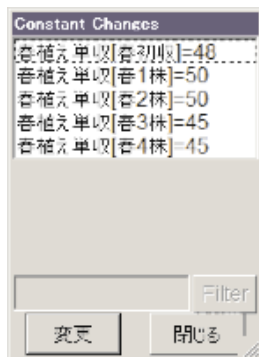 Constant Changes
春植え単収[春初収]=48
春植え単収[春1株]=50
春植え単収[春2株]=50
春植え単収[春3株]=45
春植え単収[春4株]=45
Filter
変更 閉じる